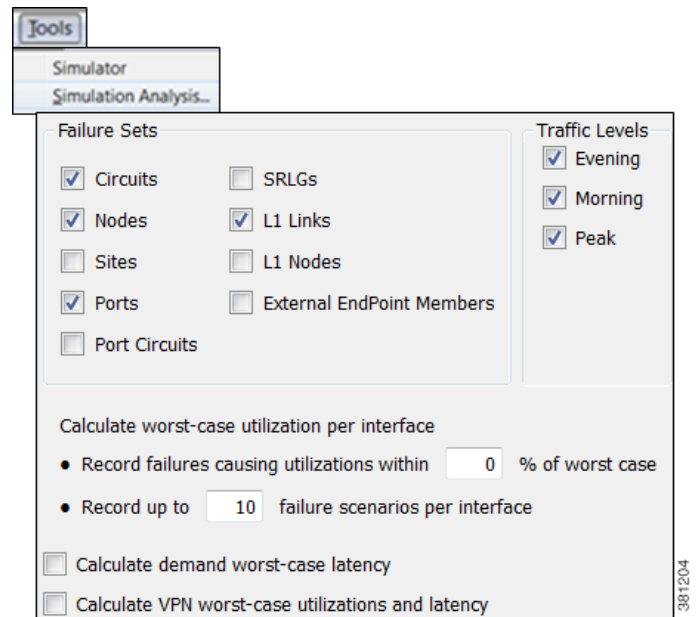 Tools
Simulator
Simulation Analysis...
Failure Sets
Circuits
SRLGs
Nodes
L1 Links
Sites
L1 Nodes
Ports
External EndPoint Members
Port Circuits
Traffic Levels
Evening
Morning
Peak
Calculate worst-case utilization per interface
• Record failures causing utilizations within 0 % of worst case
• Record up to 10 failure scenarios per interface
Calculate demand worst-case latency
Calculate VPN worst-case utilizations and latency
381204